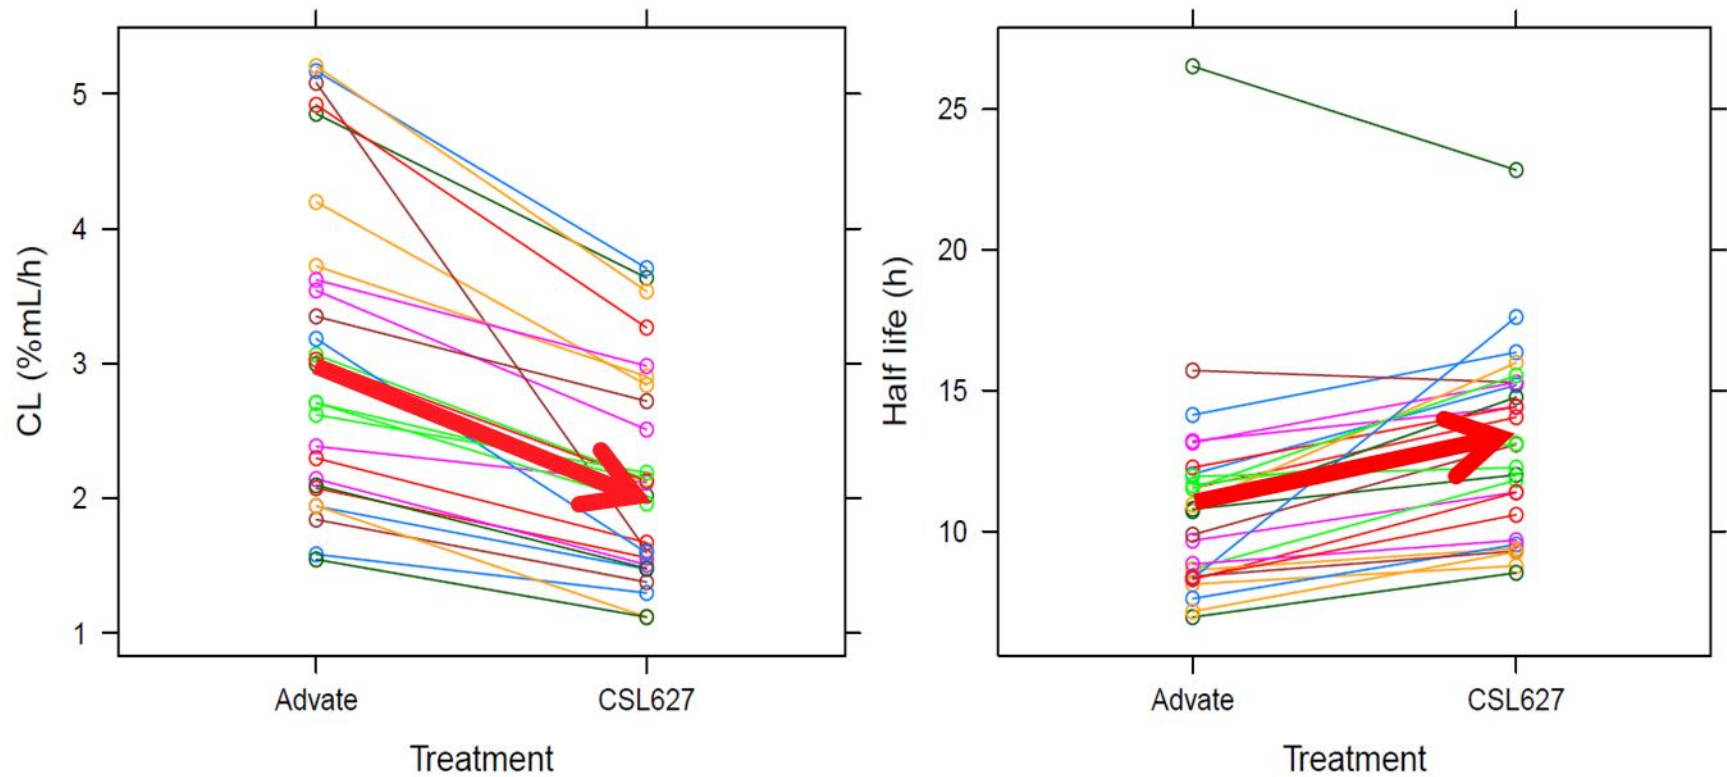 CL (%mL/h)
5
4
3
2
1
Advate
CSL627
Treatment
Half life (h)
25
20
15
10
Advate
CSL627
Treatment